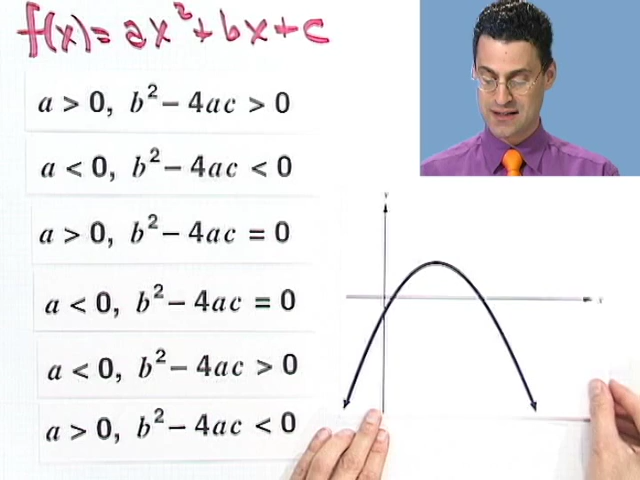 f(x)=ax²+bx+c
a > 0, b² − 4ac > 0
a < 0, b² − 4ac < 0
a > 0, b² − 4ac = 0
a < 0, b² − 4ac = 0
a < 0, b² − 4ac > 0
a > 0, b² − 4ac < 0